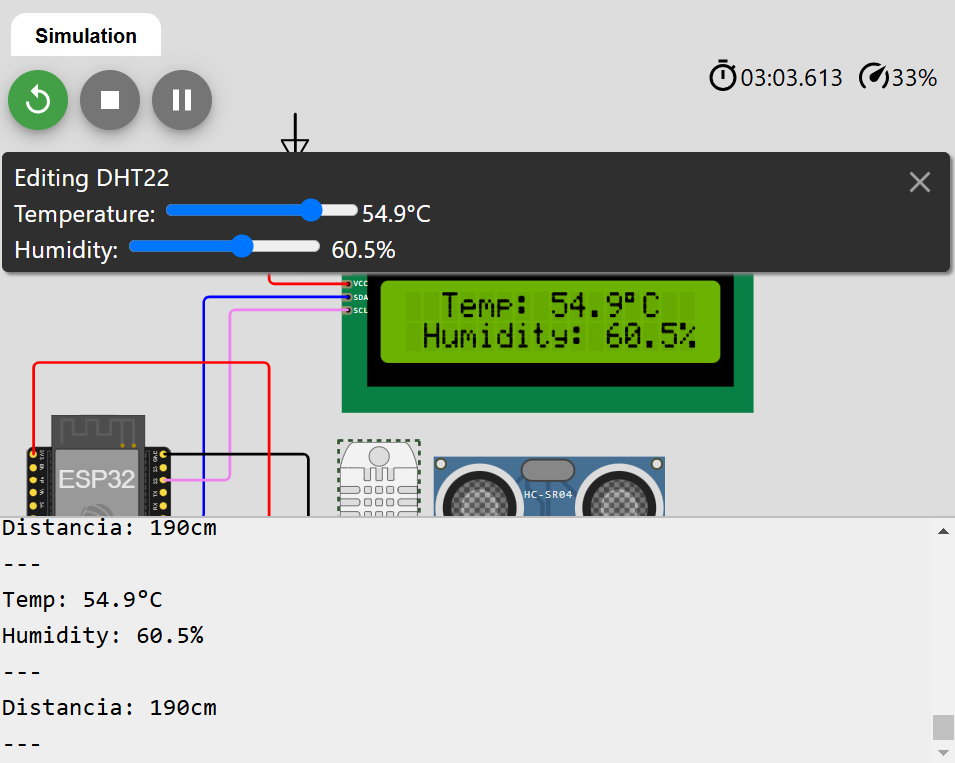 Simulation
03:03.613 33%
Editing DHT22
Temperature: 54.9°C
Humidity: 60.5%
VCC
SDA
SCL
Temp: 54.9°C
Humidity: 60.5%
ESP32
HC-SR04
Distancia: 190cm
---
Temp: 54.9°C
Humidity: 60.5%
---
Distancia: 190cm
---